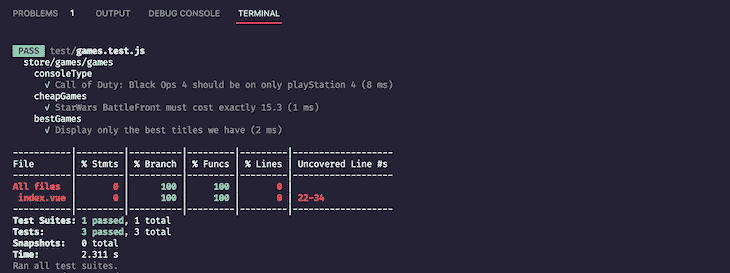 PROBLEMS 1 OUTPUT DEBUG CONSOLE TERMINAL
PASS test/games.test.js
store/games/games
consoleType
√ Call of Duty: Black Ops 4 should be on only playStation 4 (8 ms)
cheapGames
√ StarWars BattleFront must cost exactly 15.3 (1 ms)
bestGames
√ Display only the best titles we have (2 ms)
-----------|---------|----------|---------|---------|-------------------
File | % Stmts | % Branch | % Funcs | % Lines | Uncovered Line #s
-----------|---------|----------|---------|---------|-------------------
All files | 0 | 100 | 100 | 0 |
index.vue | 0 | 100 | 100 | 0 | 22-34
-----------|---------|----------|---------|---------|-------------------
Test Suites: 1 passed, 1 total
Tests: 3 passed, 3 total
Snapshots: 0 total
Time: 2.311 s
Ran all test suites.